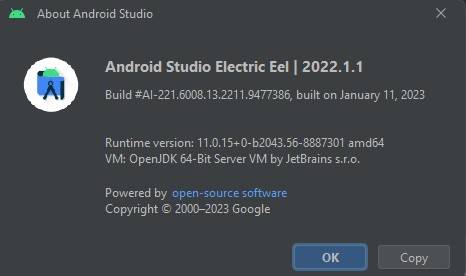 About Android Studio
Android Studio Electric Eel | 2022.1.1
Build #AI-221.6008.13.2211.9477386, built on January 11, 2023
Runtime version: 11.0.15+0-b2043.56-8887301 amd64
VM: OpenJDK 64-Bit Server VM by JetBrains s.r.o.
Powered by open-source software
Copyright © 2000–2023 Google
OK
Copy